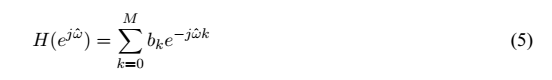 H(e^{j\hat{\omega}}) = \sum_{k=0}^{M} b_k e^{-j\hat{\omega}k} (5)